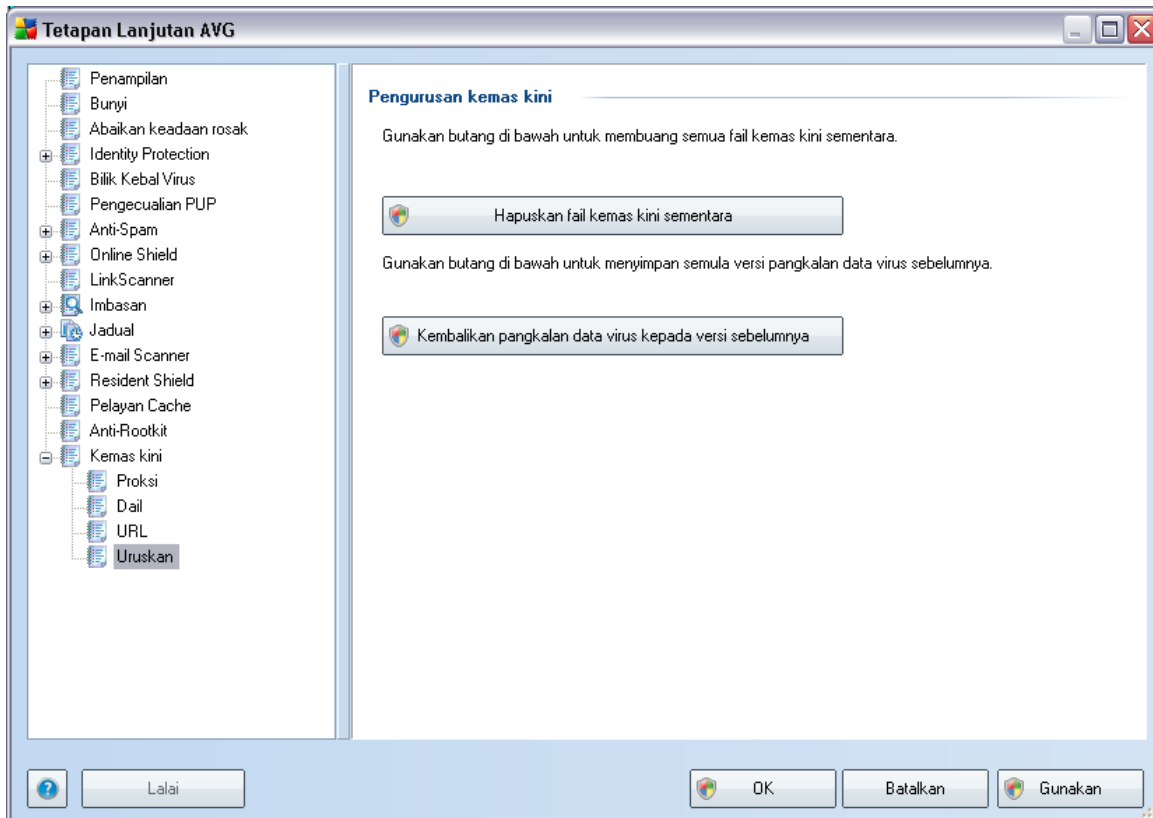 Tetapan Lanjutan AVG
Penampilan
Bunyi
Abaikan keadaan rosak
Identity Protection
Bilik Kebal Virus
Pengecualian PUP
Anti-Spam
Online Shield
LinkScanner
Imbasan
Jadual
E-mail Scanner
Resident Shield
Pelayan Cache
Anti-Rootkit
Kemas kini
Proksi
Dail
URL
Uruskan
Pengurusan kemas kini
Gunakan butang di bawah untuk membuang semua fail kemas kini sementara.
Hapuskan fail kemas kini sementara
Gunakan butang di bawah untuk menyimpan semula versi pangkalan data virus sebelumnya.
Kembalikan pangkalan data virus kepada versi sebelumnya
Lalai
OK
Batalkan
Gunakan